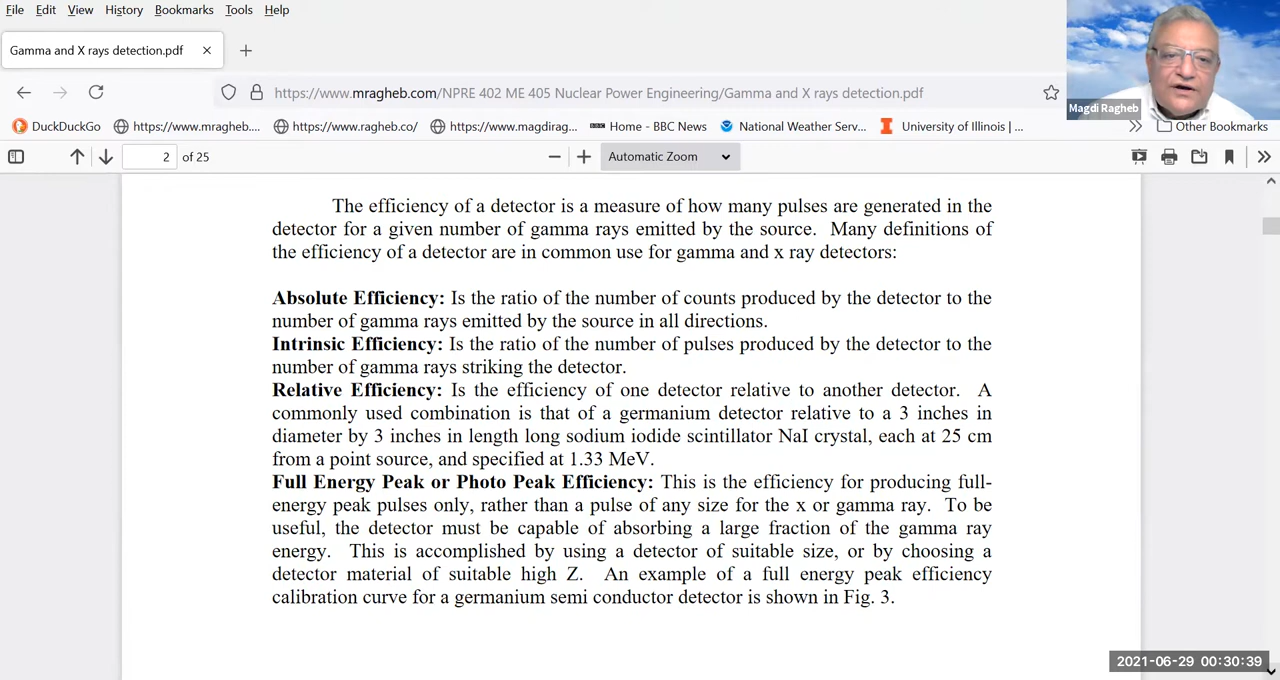 File Edit View History Bookmarks Tools Help
Gamma and X rays detection.pdf
https://www.mragheb.com/NPRE 402 ME 405 Nuclear Power Engineering/Gamma and X rays detection.pdf
Magdi Ragheb
DuckDuckGo https://www.mragheb.... https://www.ragheb.co/ https://www.magdirag... Home - BBC News National Weather Serv... University of Illinois | ... Other Bookmarks
2 of 25 Automatic Zoom
The efficiency of a detector is a measure of how many pulses are generated in the
detector for a given number of gamma rays emitted by the source. Many definitions of
the efficiency of a detector are in common use for gamma and x ray detectors:
Absolute Efficiency: Is the ratio of the number of counts produced by the detector to the
number of gamma rays emitted by the source in all directions.
Intrinsic Efficiency: Is the ratio of the number of pulses produced by the detector to the
number of gamma rays striking the detector.
Relative Efficiency: Is the efficiency of one detector relative to another detector. A
commonly used combination is that of a germanium detector relative to a 3 inches in
diameter by 3 inches in length long sodium iodide scintillator NaI crystal, each at 25 cm
from a point source, and specified at 1.33 MeV.
Full Energy Peak or Photo Peak Efficiency: This is the efficiency for producing full-
energy peak pulses only, rather than a pulse of any size for the x or gamma ray. To be
useful, the detector must be capable of absorbing a large fraction of the gamma ray
energy. This is accomplished by using a detector of suitable size, or by choosing a
detector material of suitable high Z. An example of a full energy peak efficiency
calibration curve for a germanium semi conductor detector is shown in Fig. 3.
2021-06-29 00:30:39